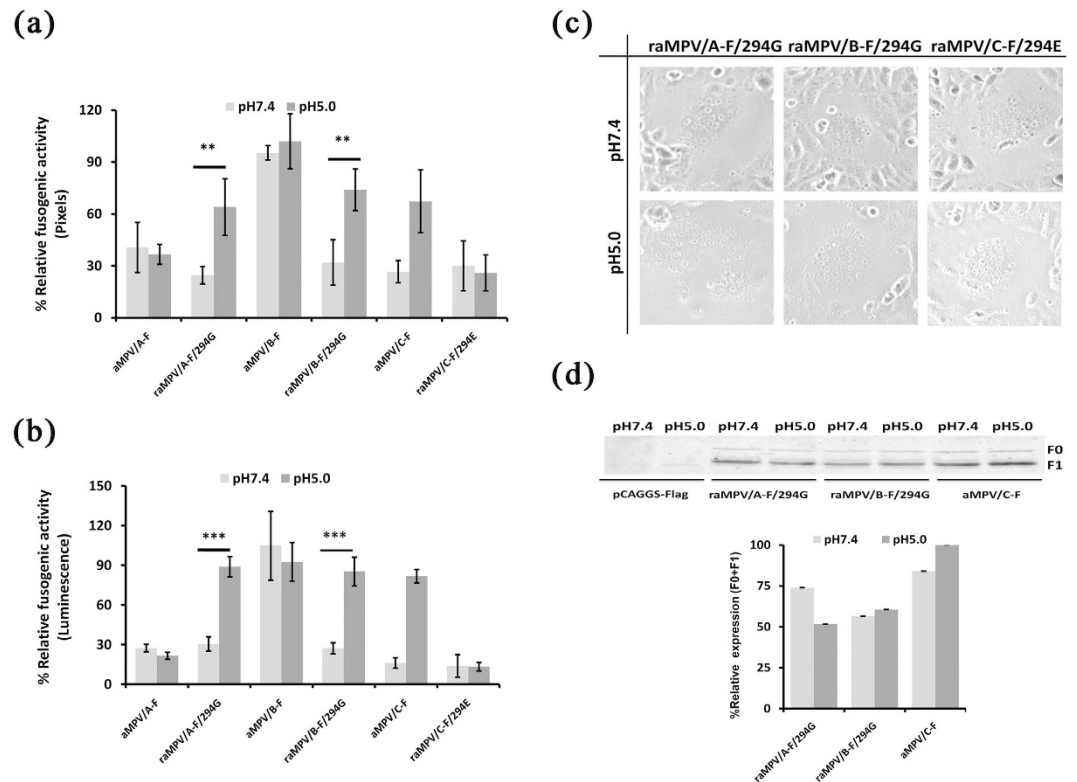 (a)
120
90
60
30
0
% Relative fusogenic activity
(Pixels)
pH7.4 pH5.0
**
**
aMPV/A-F
raMPV/A-F/294G
aMPV/B-F
raMPV/B-F/294G
aMPV/C-F
raMPV/C-F/294E
(b)
150
120
90
60
30
0
% Relative fusogenic activity
(Luminescence)
pH7.4 pH5.0
***
***
aMPV/A-F
raMPV/A-F/294G
aMPV/B-F
raMPV/B-F/294G
aMPV/C-F
raMPV/C-F/294E
(c)
raMPV/A-F/294G raMPV/B-F/294G raMPV/C-F/294E
pH7.4
pH5.0
(d)
pH7.4 pH5.0 pH7.4 pH5.0 pH7.4 pH5.0 pH7.4 pH5.0
F0
F1
pCAGGS-Flag raMPV/A-F/294G raMPV/B-F/294G aMPV/C-F
pH7.4 pH5.0
100
75
50
25
0
%Relative expression (F0+F1)
raMPV/A-F/294G
raMPV/B-F/294G
aMPV/C-F